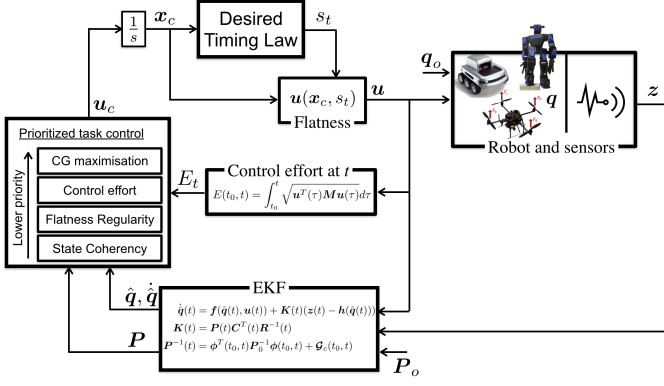 1/s
x_c
Desired
Timing Law
s_t
u_c
u(x_c, s_t)
Flatness
u
q_o
q
z
Robot and sensors
Prioritized task control
Lower priority
CG maximisation
Control effort
Flatness Regularity
State Coherency
E_t
Control effort at t
E(t_0, t) = ∫_{t_0}^{t} √(u^T(τ)Mu(τ)) dτ
q̂, q̂̇
P
EKF
q̂̇(t) = f(q̂(t), u(t)) + K(t)(z(t) − h(q̂(t)))
K(t) = P(t)C^T(t)R^{-1}(t)
P^{-1}(t) = ϕ^T(t_0, t)P_0^{-1}ϕ(t_0, t) + 𝒢_c(t_0, t)
P_o